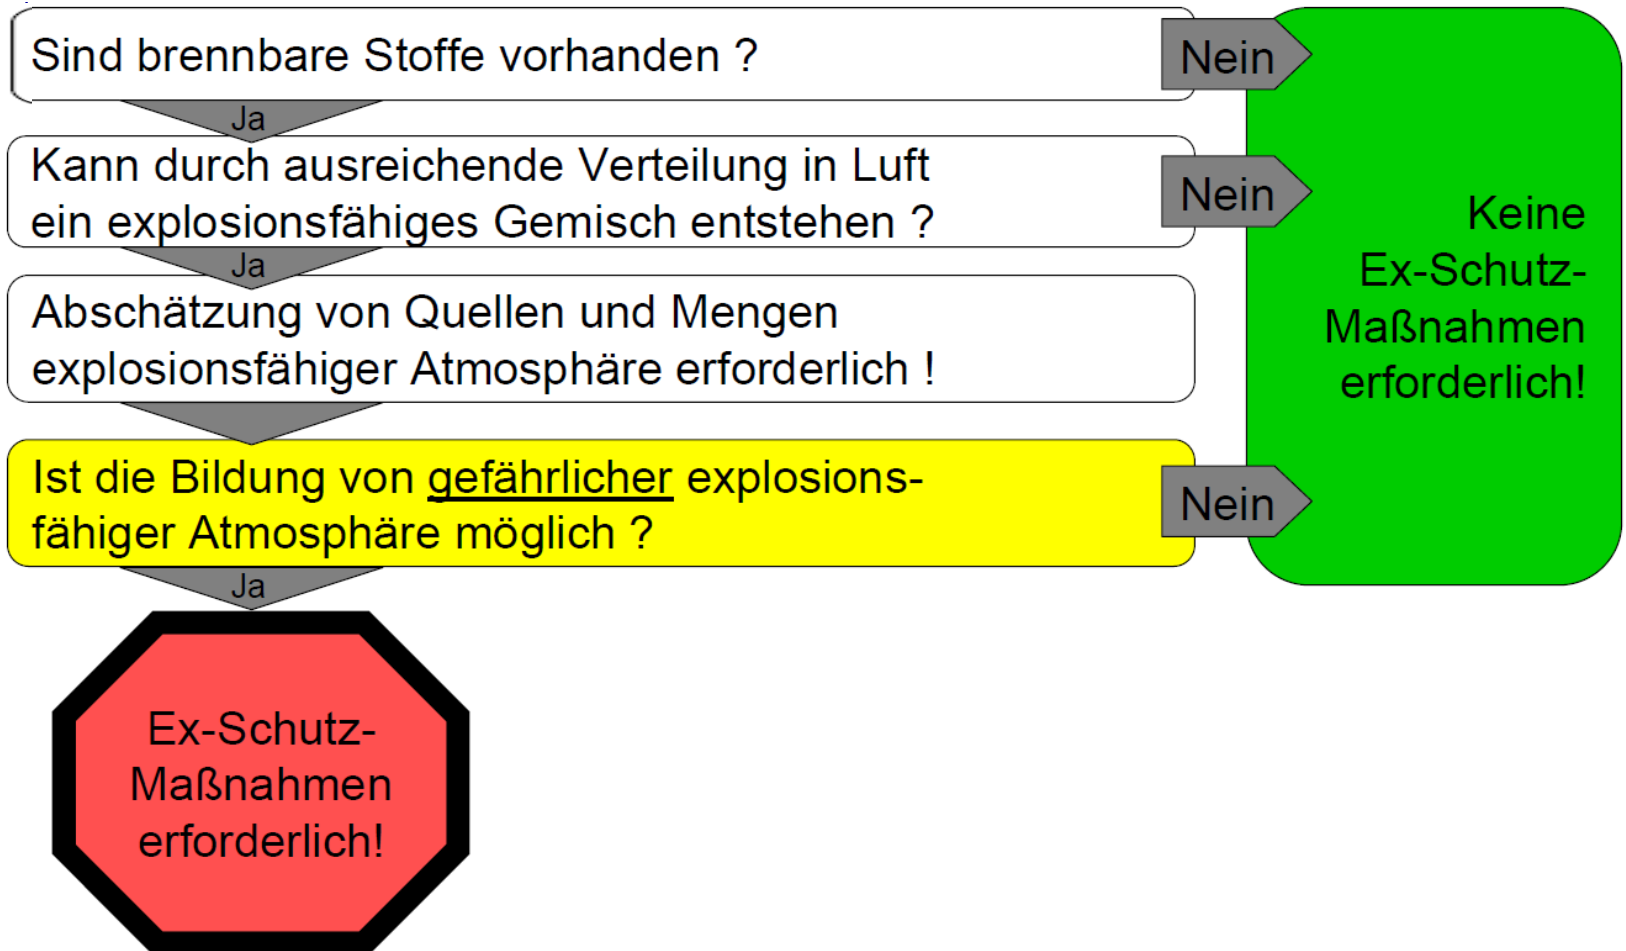 Sind brennbare Stoffe vorhanden ?
Nein
Ja
Kann durch ausreichende Verteilung in Luft
ein explosionsfähiges Gemisch entstehen ?
Nein
Ja
Abschätzung von Quellen und Mengen
explosionsfähiger Atmosphäre erforderlich !
Ist die Bildung von gefährlicher explosions-
fähiger Atmosphäre möglich ?
Nein
Ja
Keine
Ex-Schutz-
Maßnahmen
erforderlich!
Ex-Schutz-
Maßnahmen
erforderlich!